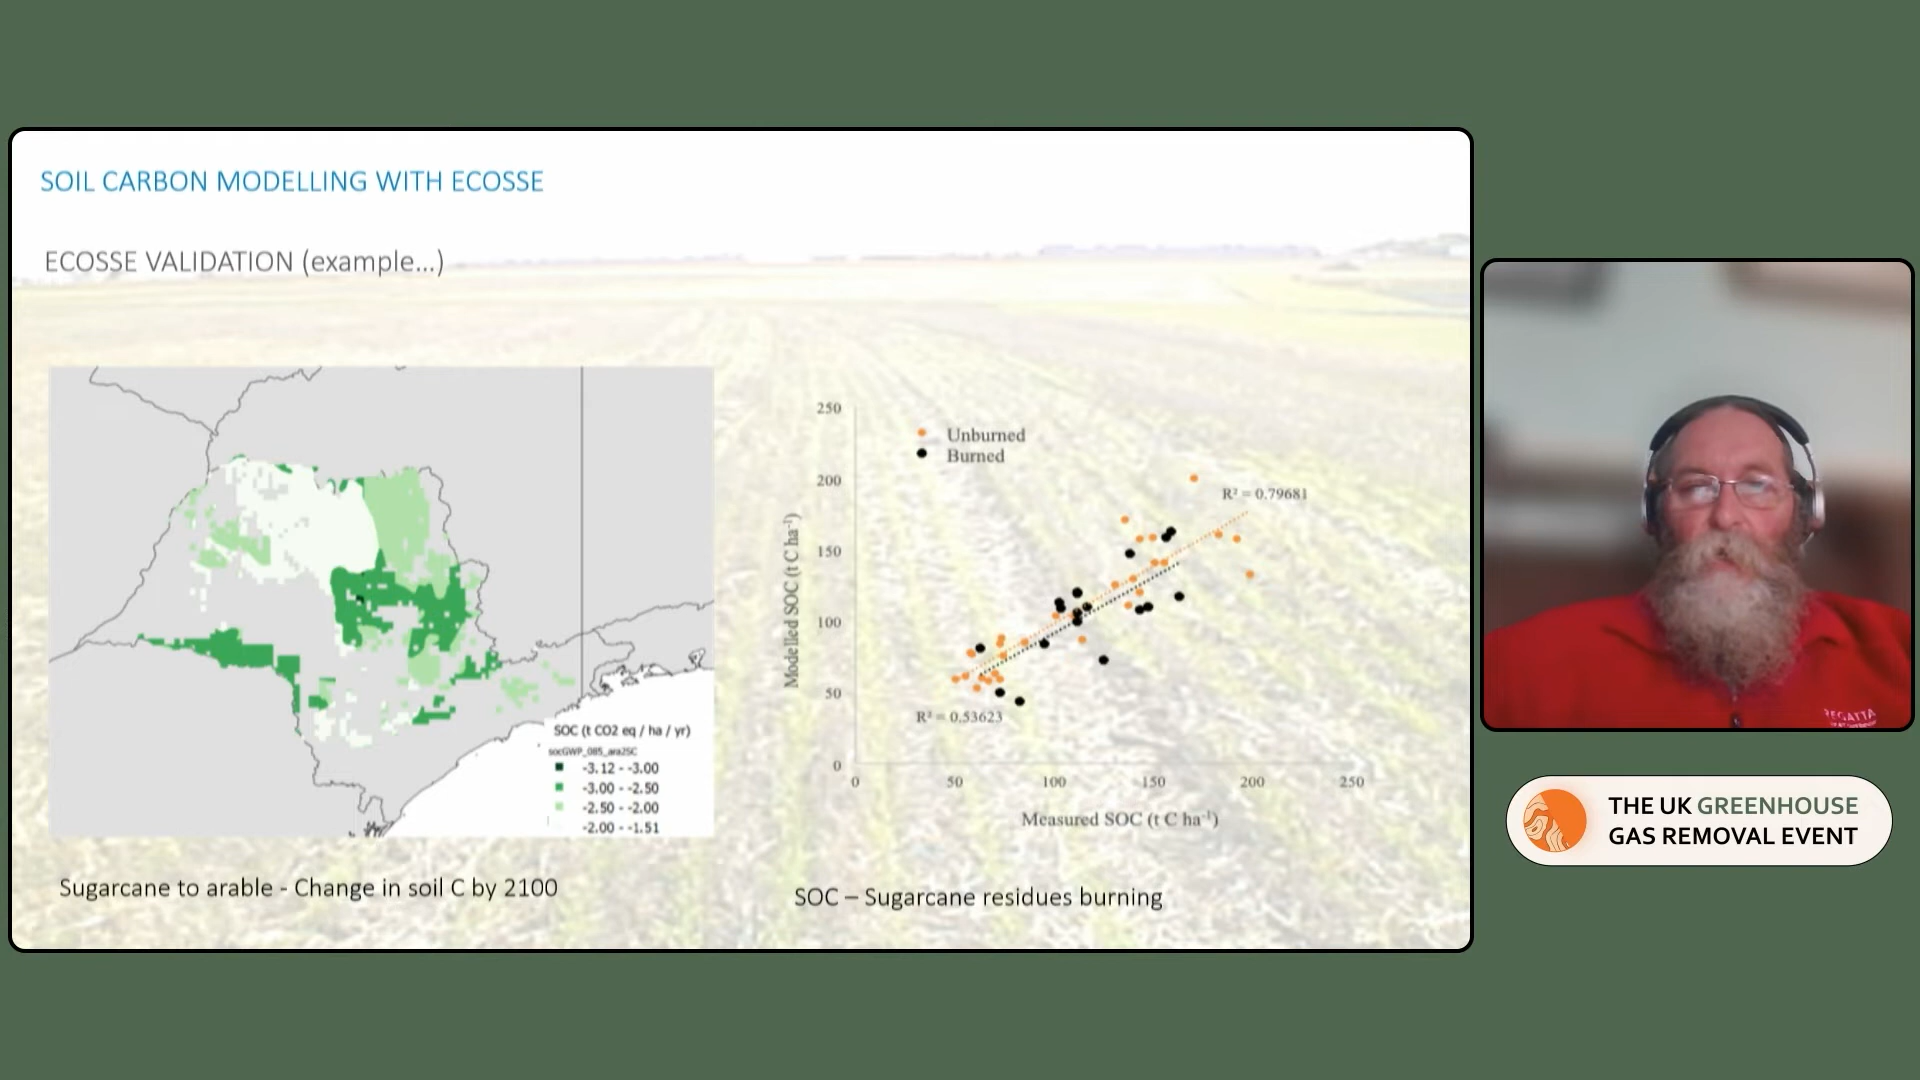 SOIL CARBON MODELLING WITH ECOSSE
ECOSSE VALIDATION (example...)
SOC (t CO2 eq / ha / yr)
socGWP_085_ara2SC
-3.12 - -3.00
-3.00 - -2.50
-2.50 - -2.00
-2.00 - -1.51
Sugarcane to arable - Change in soil C by 2100
Unburned
Burned
R² = 0.79681
R² = 0.53623
Modelled SOC (t C ha⁻¹)
250
200
150
100
50
0
0 50 100 150 200 250
Measured SOC (t C ha⁻¹)
SOC – Sugarcane residues burning
REGATTA
THE UK GREENHOUSE
GAS REMOVAL EVENT